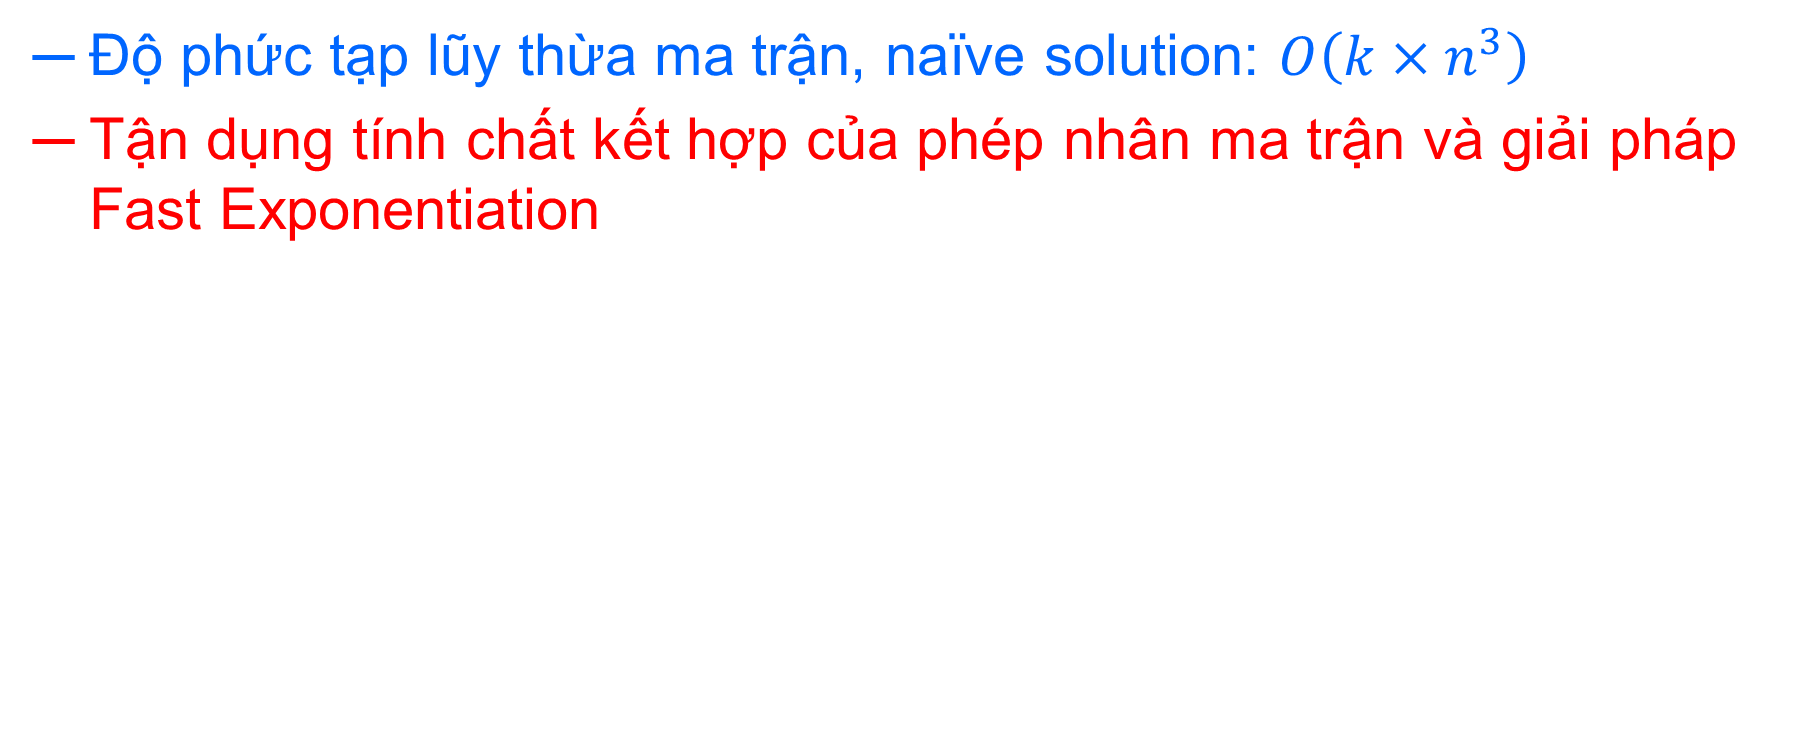 – Độ phức tạp lũy thừa ma trận, naïve solution: O(k × n³)
– Tận dụng tính chất kết hợp của phép nhân ma trận và giải pháp
Fast Exponentiation